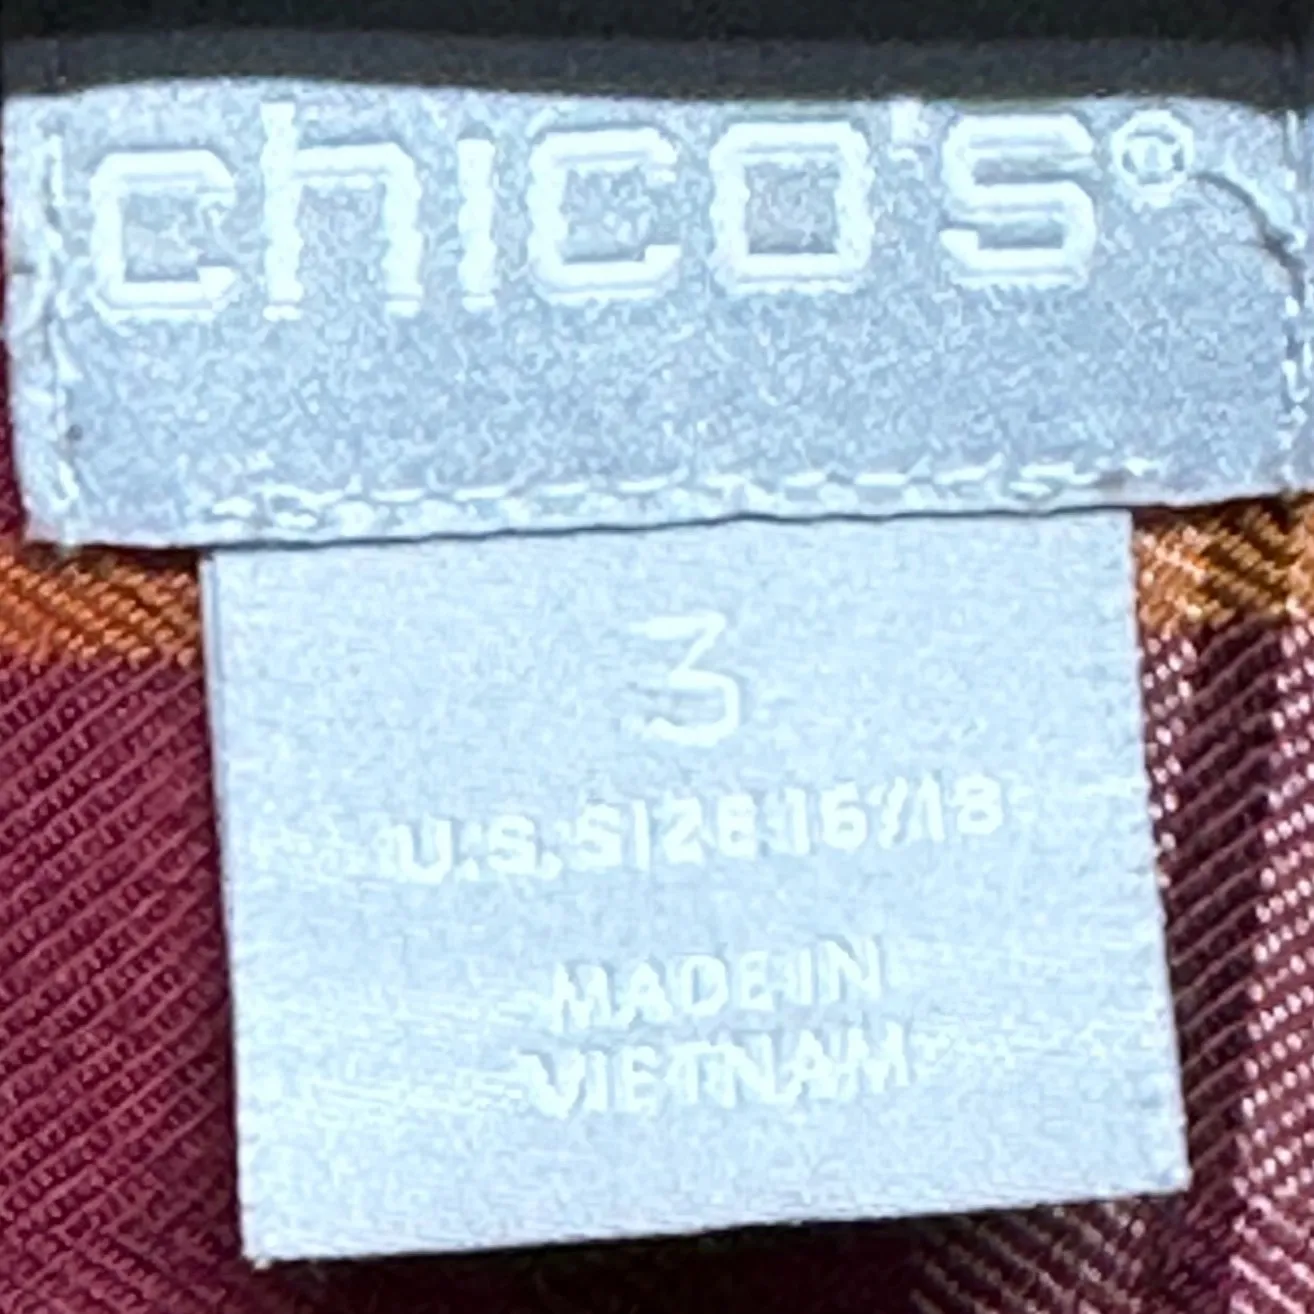 chico's®
3
U.S. SIZE 16/18
MADE IN
VIETNAM